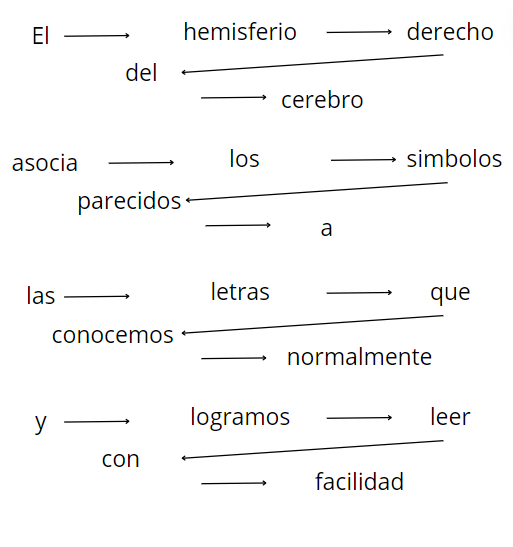 El hemisferio derecho
del
cerebro
asocia los simbolos
parecidos
a
las letras que
conocemos
normalmente
y logramos leer
con
facilidad